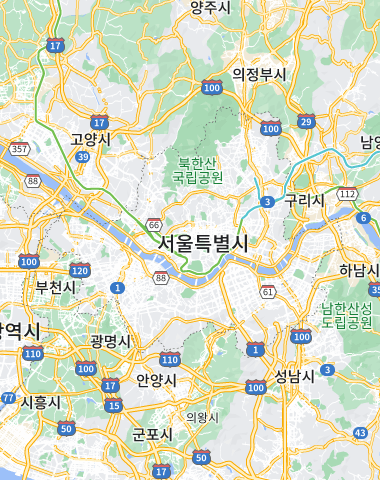 양주시
17
의정부시
100
17
29
100
고양시
357
39
남양
북한산
국립공원
88
구리시
112
3
66
6
서울특별시
100
120
하남시
88
부천시
1
61
35
남한산성
도립공원
광역시
광명시
100
110
1
110
100
안양시
3
성남시
17
100
77
시흥시
15
의왕시
50
군포시
43
50
17